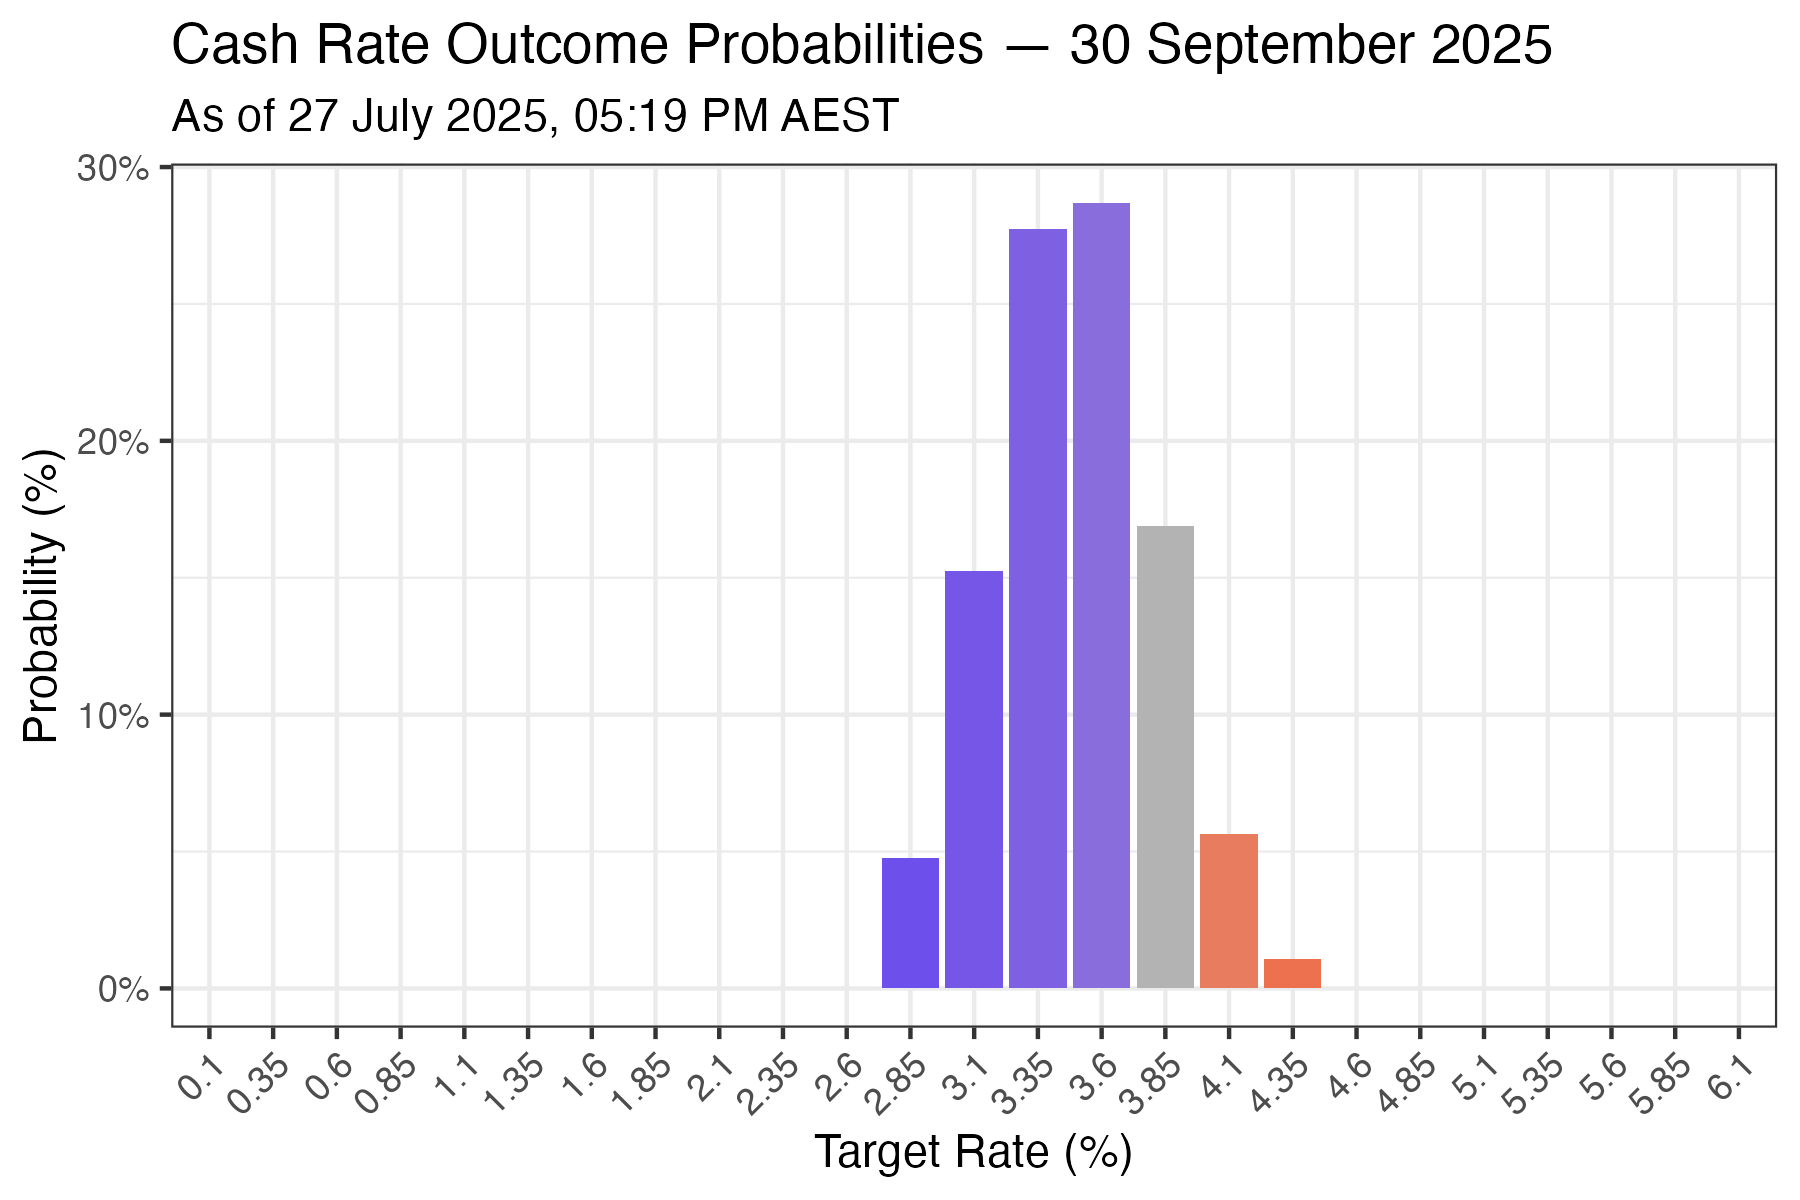 Cash Rate Outcome Probabilities — 30 September 2025
As of 27 July 2025, 05:19 PM AEST
Probability (%)
30%
20%
10%
0%
0.1 0.35 0.6 0.85 1.1 1.35 1.6 1.85 2.1 2.35 2.6 2.85 3.1 3.35 3.6 3.85 4.1 4.35 4.6 4.85 5.1 5.35 5.6 5.85 6.1
Target Rate (%)